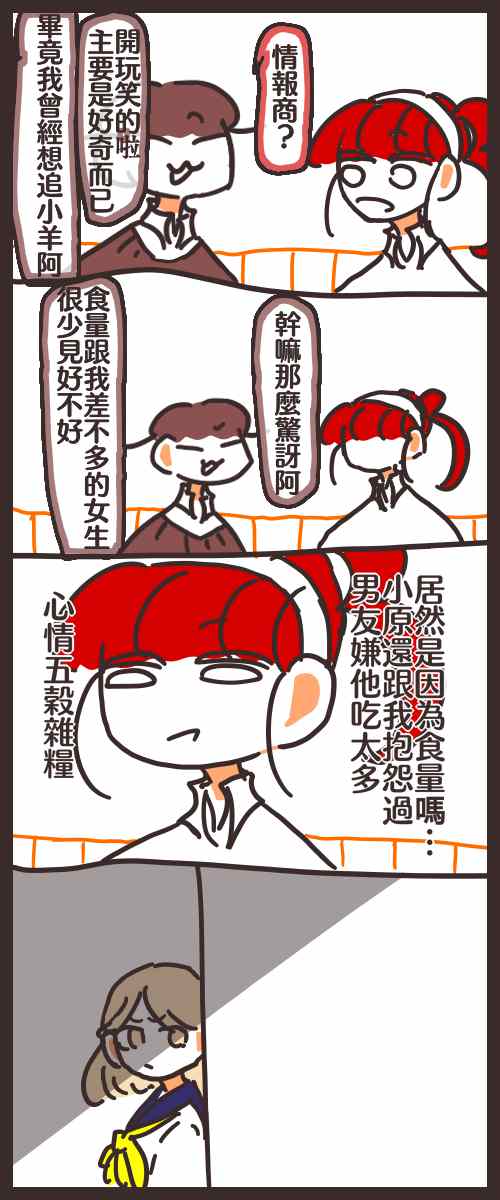 情報商?
開玩笑的啦
主要是好奇而已
畢竟我曾經想追小羊阿
幹嘛那麼驚訝阿
食量跟我差不多的女生
很少見好不好
居然是因為食量嗎…
小原還跟我抱怨過
男友嫌他吃太多
心情五穀雜糧